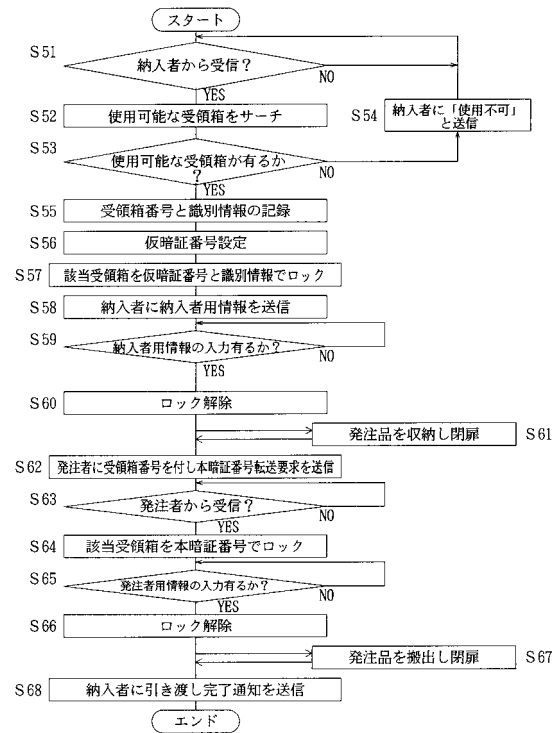 スタート
S51
納入者から受信？
NO
YES
S52
使用可能な受領箱をサーチ
S54
納入者に「使用不可」
と送信
S53
使用可能な受領箱が有るか
？
NO
YES
S55
受領箱番号と識別情報の記録
S56
仮暗証番号設定
S57
該当受領箱を仮暗証番号と識別情報でロック
S58
納入者に納入者用情報を送信
S59
納入者用情報の入力有るか？
NO
YES
S60
ロック解除
発注品を収納し閉扉
S61
S62
発注者に受領箱番号を付し本暗証番号転送要求を送信
S63
発注者から受信？
NO
YES
S64
該当受領箱を本暗証番号でロック
S65
発注者用情報の入力有るか？
NO
YES
S66
ロック解除
発注品を搬出し閉扉
S67
S68
納入者に引き渡し完了通知を送信
エンド